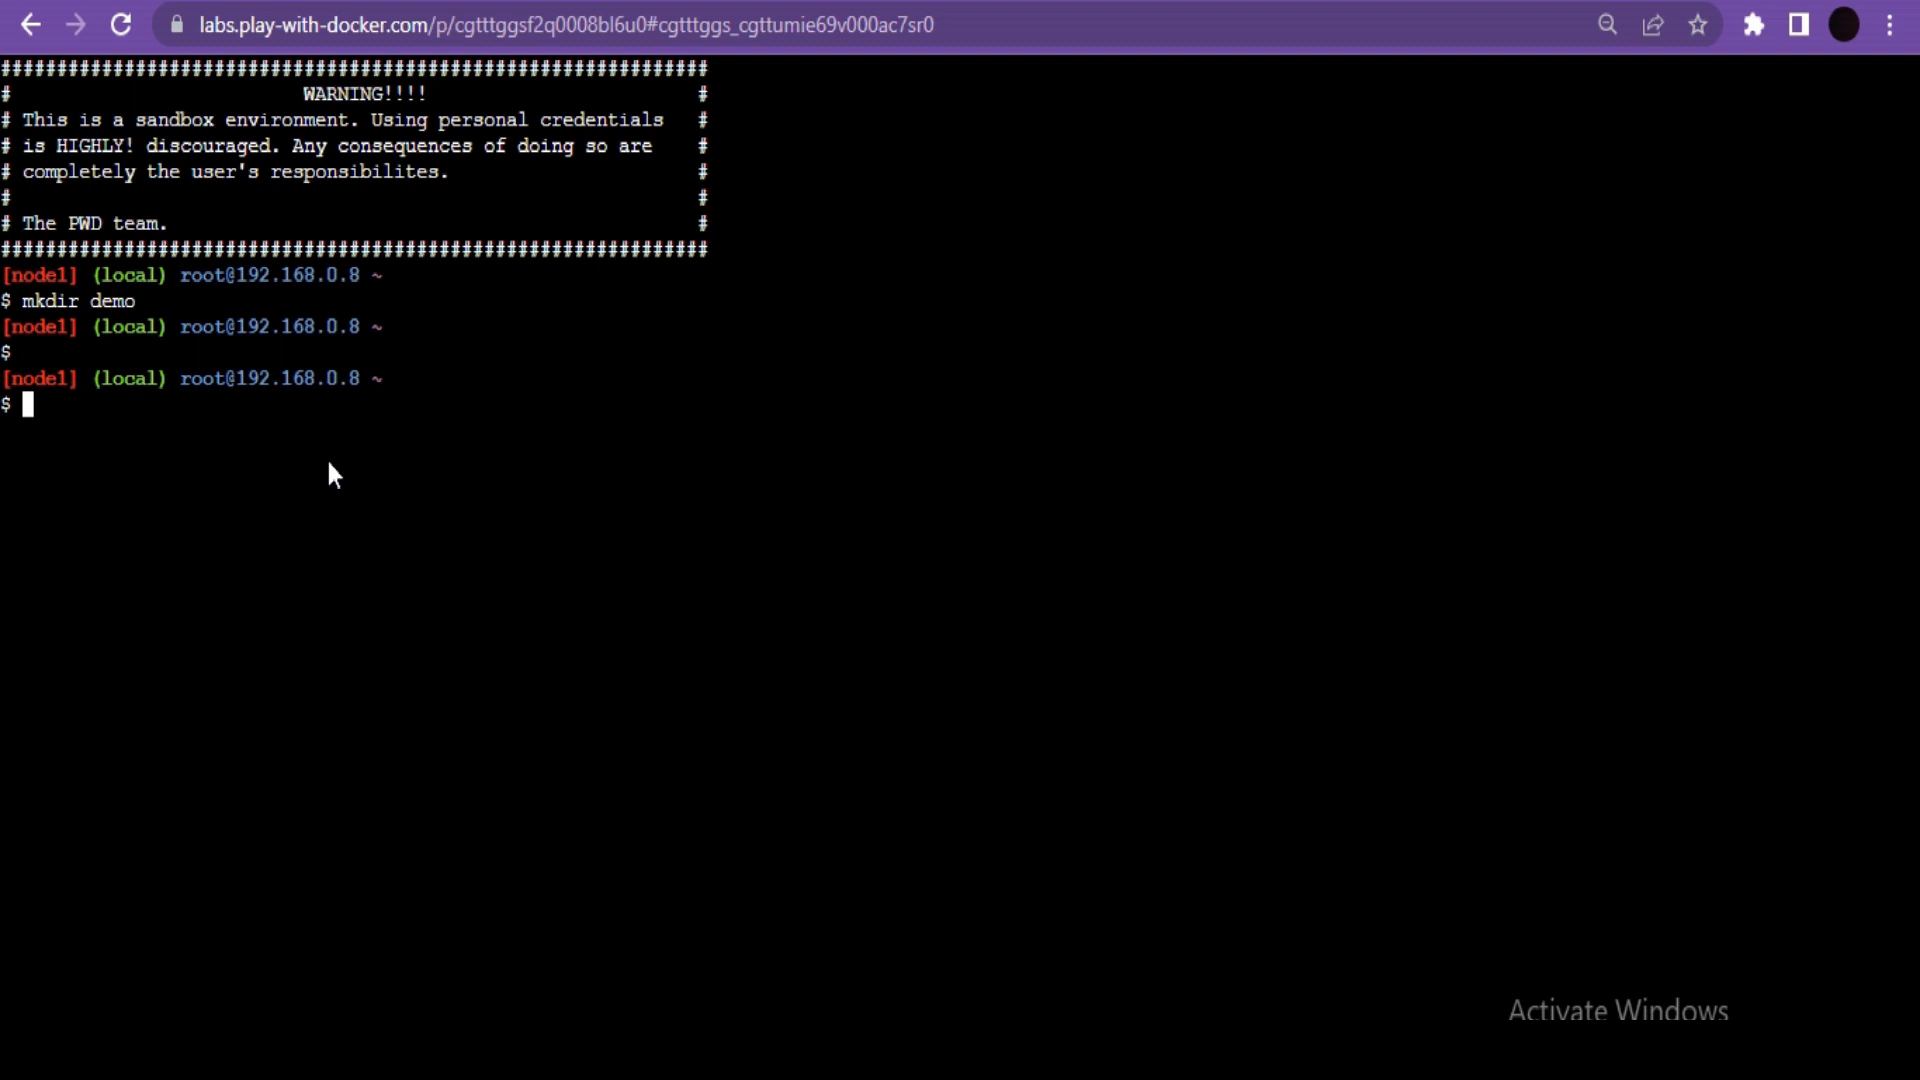 labs.play-with-docker.com/p/cgtttggsf2q0008bl6u0#cgtttggs_cgttumie69v000ac7sr0
###############################################################
# WARNING!!!! #
# This is a sandbox environment. Using personal credentials #
# is HIGHLY! discouraged. Any consequences of doing so are #
# completely the user's responsibilites. #
# #
# The PWD team. #
###############################################################
[node1] (local) root@192.168.0.8 ~
$ mkdir demo
[node1] (local) root@192.168.0.8 ~
$
[node1] (local) root@192.168.0.8 ~
$
Activate Windows